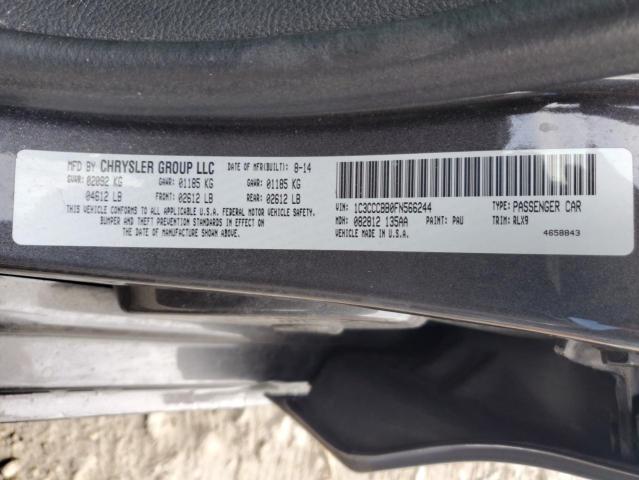 MFD BY CHRYSLER GROUP LLC DATE OF MFR(BUILT): 8-14
GVWR: 02092 KG GAWR: 01185 KG GAWR: 01185 KG
04612 LB FRONT: 02612 LB REAR: 02612 LB
THIS VEHICLE CONFORMS TO ALL APPLICABLE U.S.A. FEDERAL MOTOR VEHICLE SAFETY,
BUMPER AND THEFT PREVENTION STANDARDS IN EFFECT ON
THE DATE OF MANUFACTURE SHOWN ABOVE.
VIN: 1C3CCCBB0FN566244 TYPE: PASSENGER CAR
MDH: 082612 135AA PAINT: PAU TRIM: RLX9
VEHICLE MADE IN U.S.A. 4658843